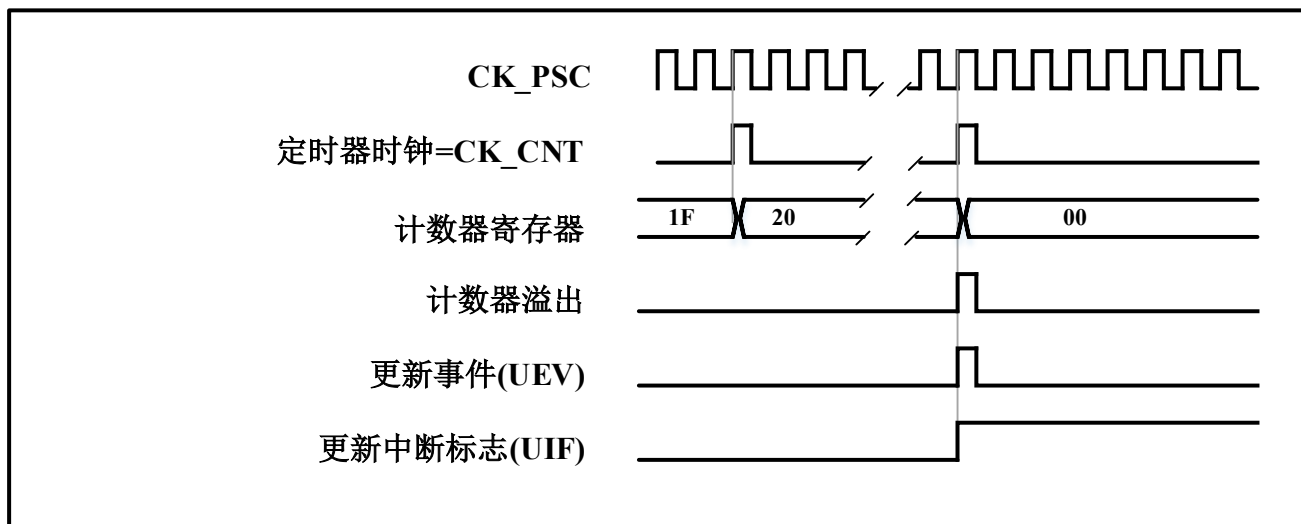 CK_PSC
定时器时钟=CK_CNT
计数器寄存器 1F 20 00
计数器溢出
更新事件(UEV)
更新中断标志(UIF)